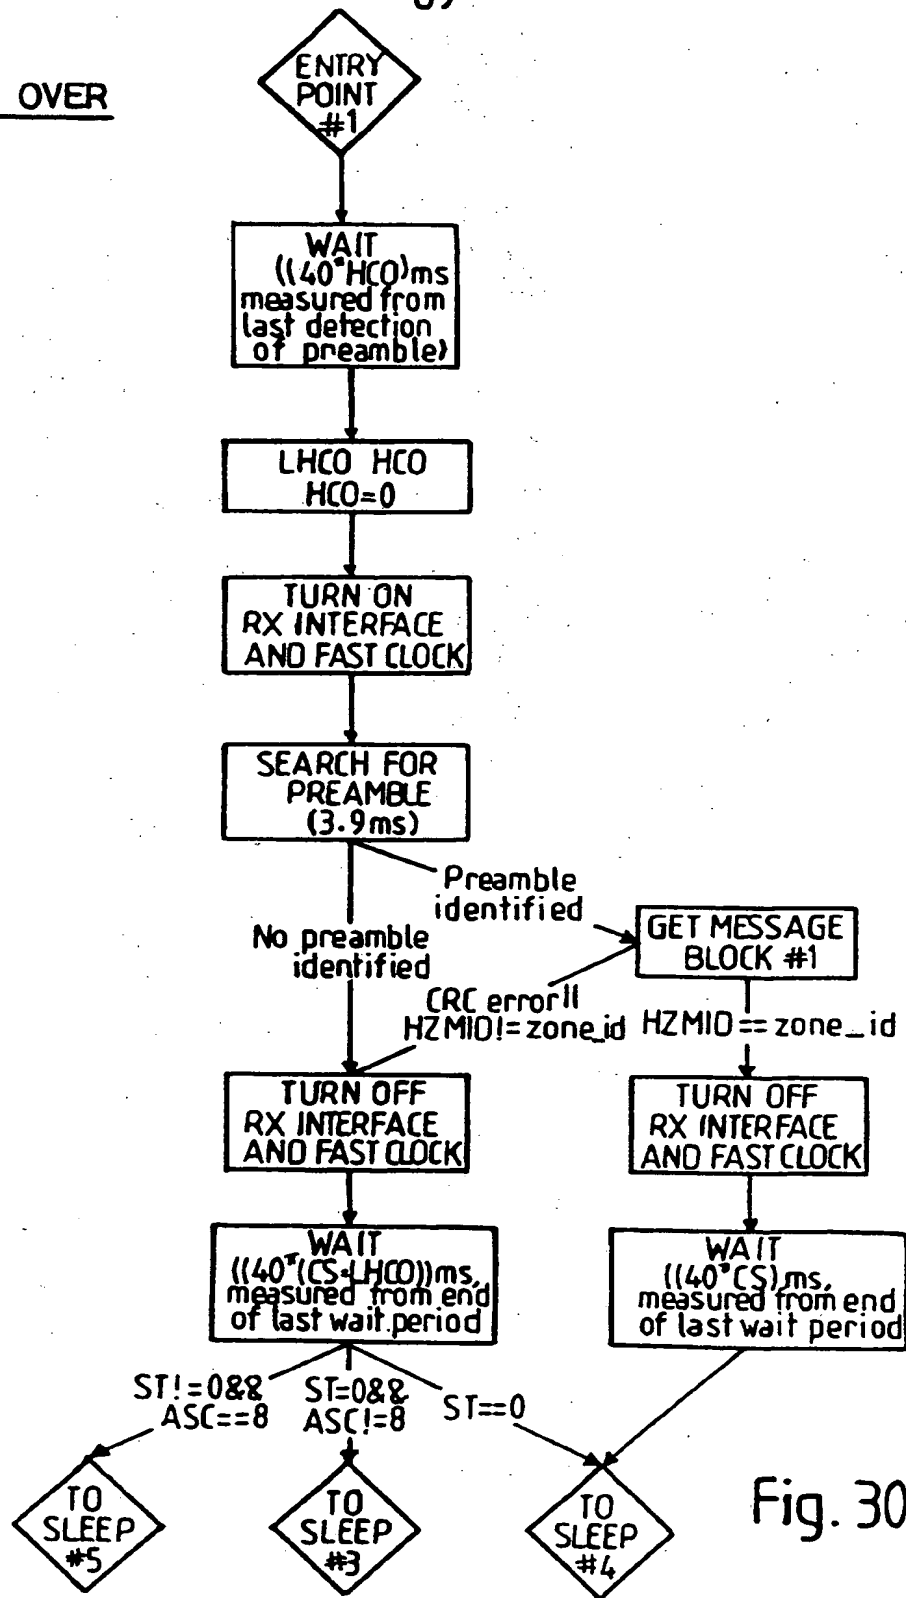 OVER
ENTRY
POINT
#1
WAIT
((40*HCO)ms
measured from
last detection
of preamble)
LHCO HCO
HCO=0
TURN ON
RX INTERFACE
AND FAST CLOCK
SEARCH FOR
PREAMBLE
(3.9ms)
Preamble
identified
No preamble
identified
GET MESSAGE
BLOCK #1
CRC error||
HZMID!=zone_id
HZMID==zone_id
TURN OFF
RX INTERFACE
AND FAST CLOCK
TURN OFF
RX INTERFACE
AND FAST CLOCK
WAIT
((40*(CS-LHCO))ms,
measured from end
of last wait period
WAIT
((40*CS)ms,
measured from end
of last wait period
ST!=0&&
ASC==8
ST=0&&
ASC!=8
ST==0
TO
SLEEP
#5
TO
SLEEP
#3
TO
SLEEP
#4
Fig. 30